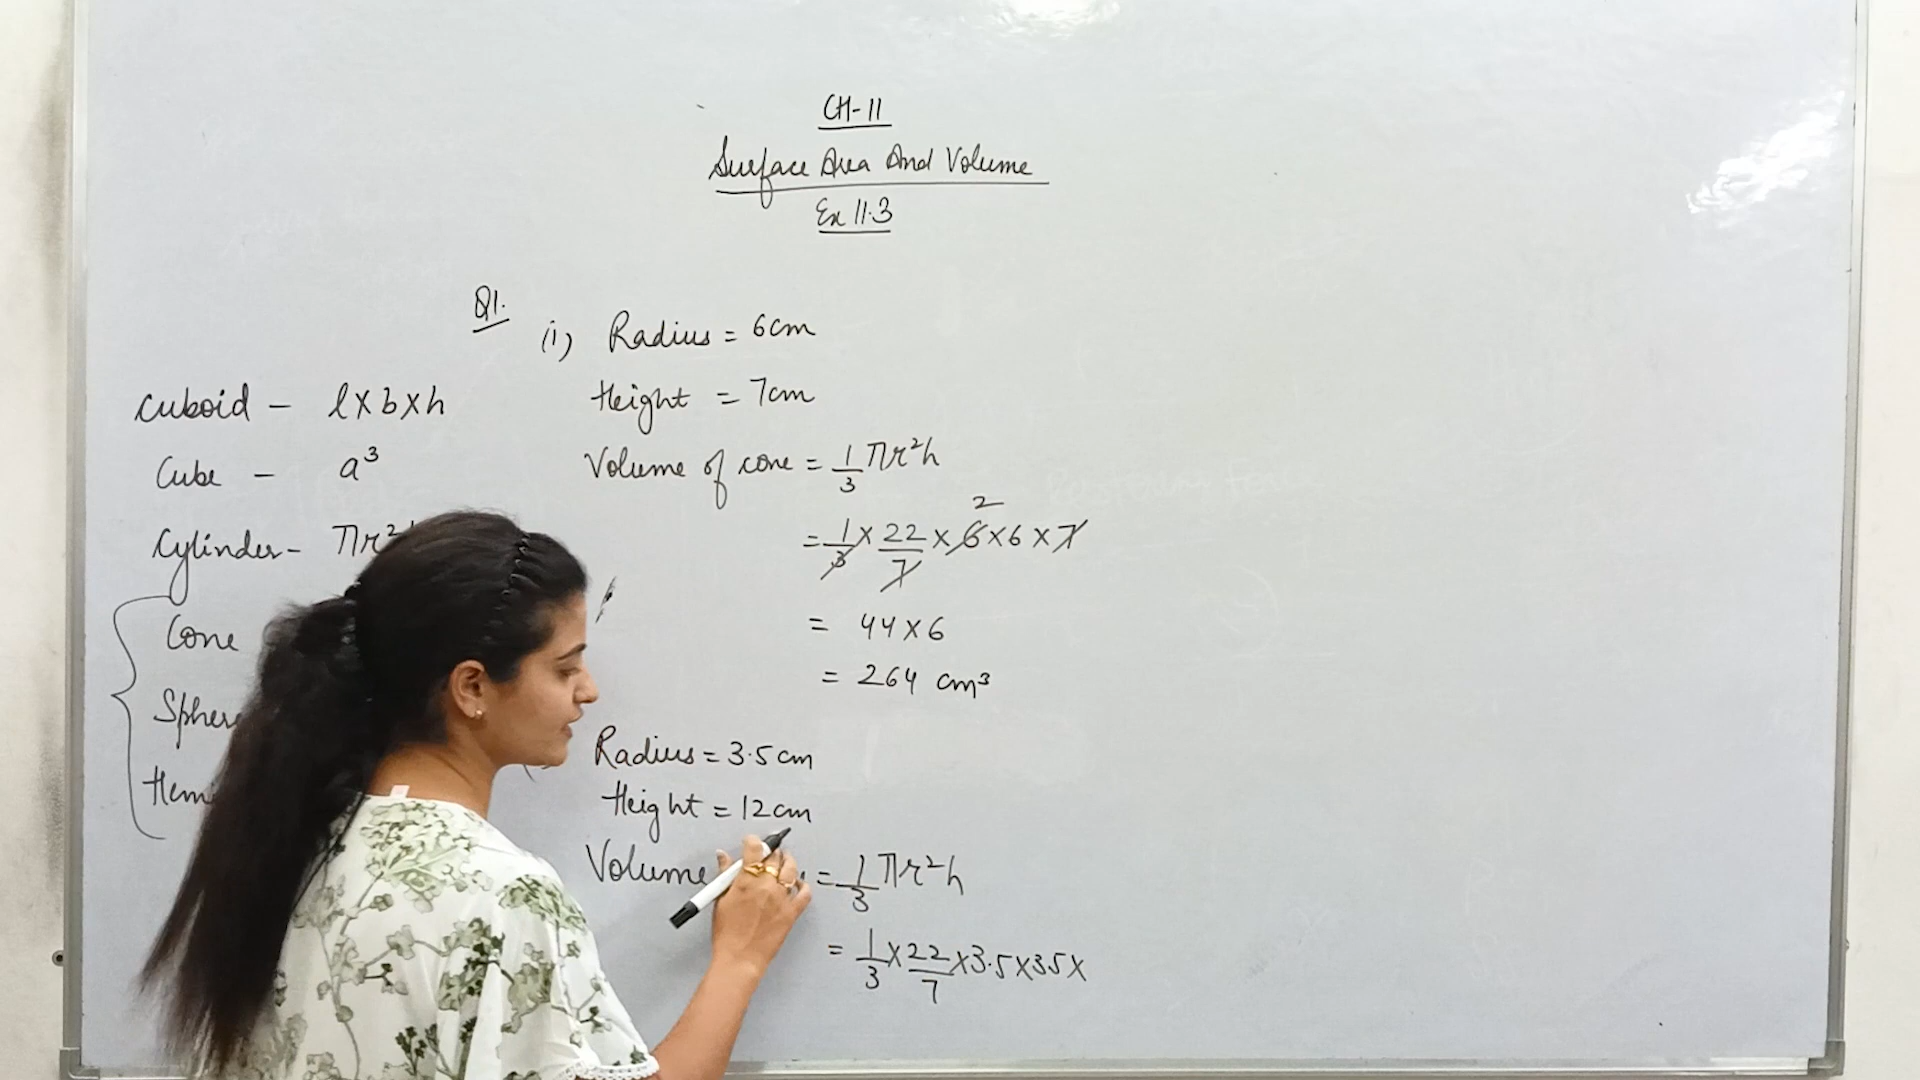 CH-11
Surface Area And Volume
Ex 11.3
Q1.
(i) Radius = 6cm
Height = 7cm
Volume of cone = 1/3 πr²h
= 1/3 × 22/7 × 6 × 6 × 7
2
= 44 × 6
= 264 cm³
Radius = 3.5 cm
Height = 12 cm
Volume = 1/3 πr²h
= 1/3 × 22/7 × 3.5 × 3.5 ×
Cuboid - l × b × h
Cube - a³
Cylinder - πr²
Cone
Sphere
Hemi